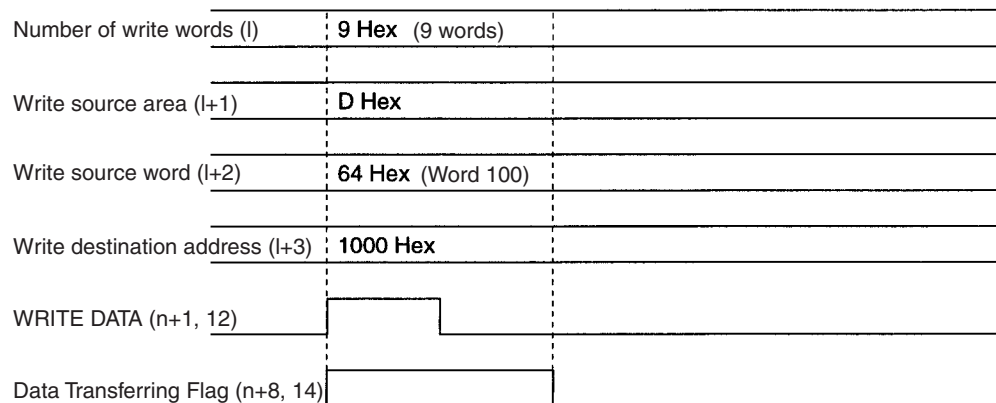 Number of write words (l) 9 Hex (9 words)
Write source area (l+1) D Hex
Write source word (l+2) 64 Hex (Word 100)
Write destination address (l+3) 1000 Hex
WRITE DATA (n+1, 12)
Data Transferring Flag (n+8, 14)